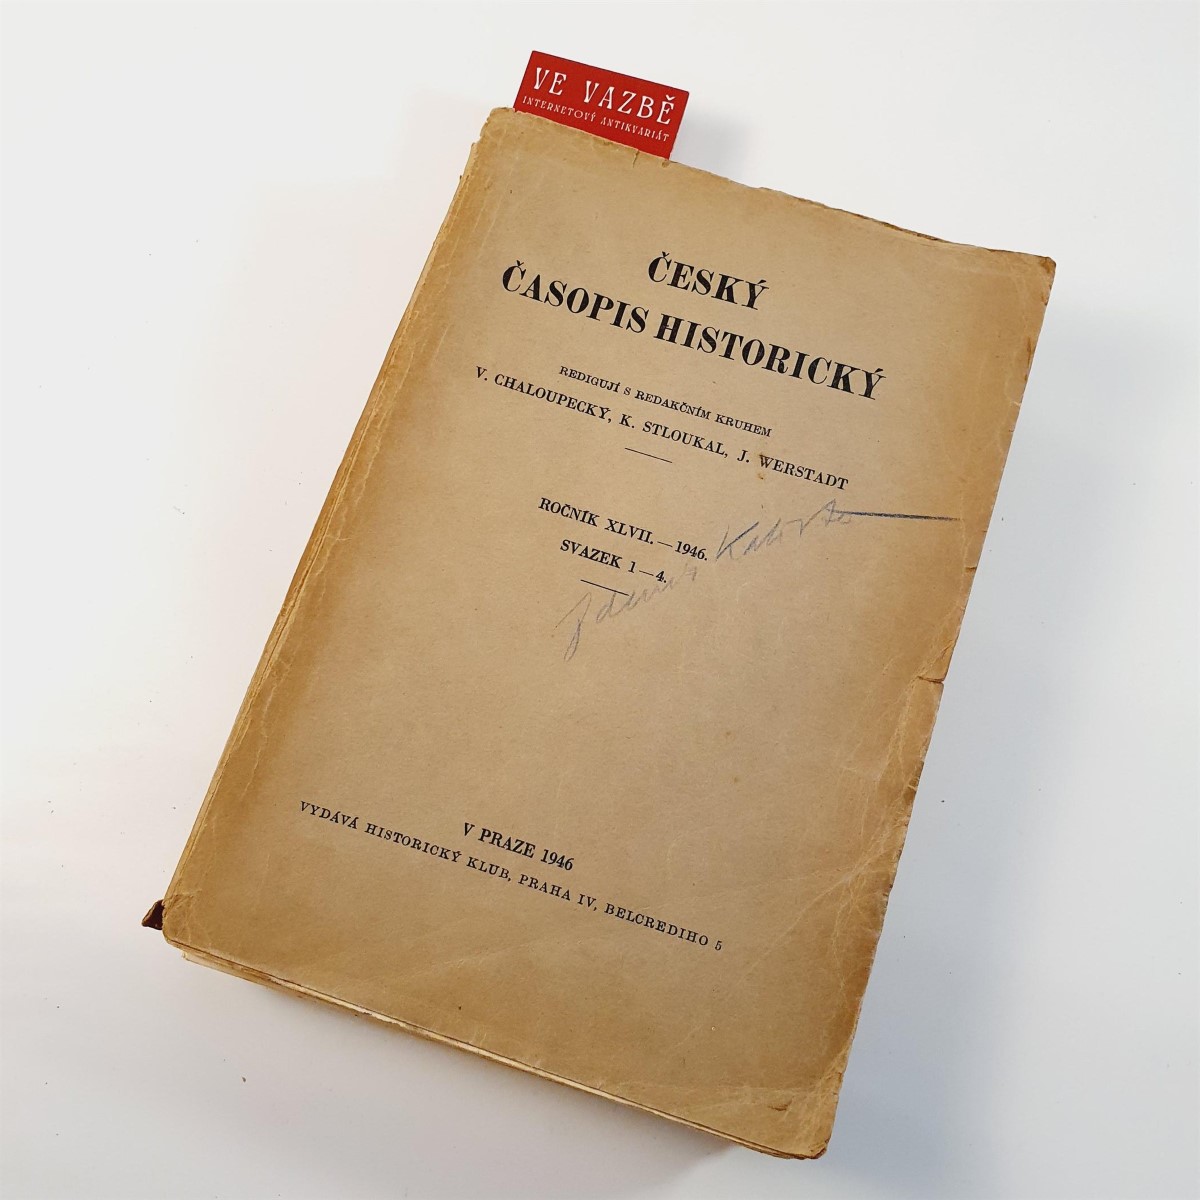 VE VAZBĚ
INTERNETOVÝ ANTIKVARIÁT
ČESKÝ
ČASOPIS HISTORICKÝ
REDIGUJÍ S REDAKČNÍM KRUHEM
V. CHALOUPECKÝ, K. STLOUKAL, J. WERSTADT
ROČNÍK XLVII. — 1946.
SVAZEK 1—4.
V PRAZE 1946
VYDÁVÁ HISTORICKÝ KLUB, PRAHA IV, BELCREDIHO 5